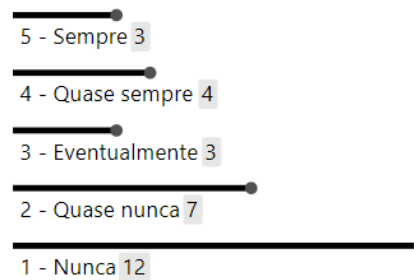 5 - Sempre 3
4 - Quase sempre 4
3 - Eventualmente 3
2 - Quase nunca 7
1 - Nunca 12